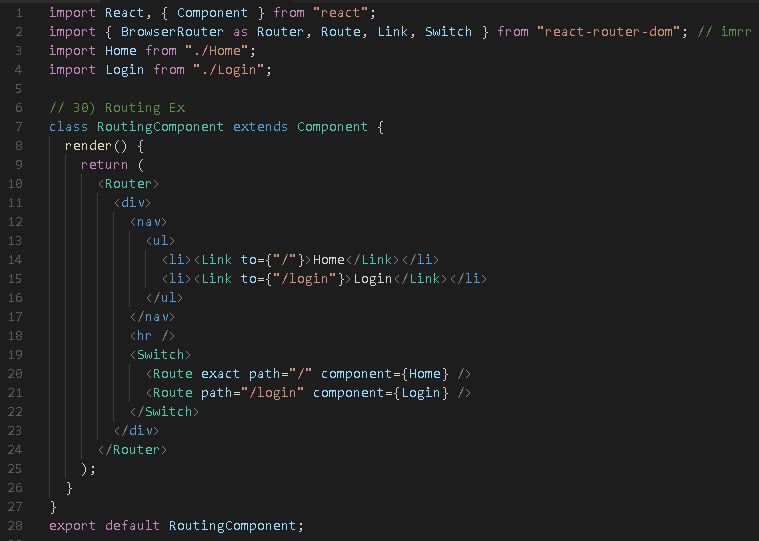 1 import React, { Component } from "react";
2 import { BrowserRouter as Router, Route, Link, Switch } from "react-router-dom"; // imrr
3 import Home from "./Home";
4 import Login from "./Login";
5
6 // 30) Routing Ex
7 class RoutingComponent extends Component {
8   render() {
9     return (
10       <Router>
11         <div>
12           <nav>
13             <ul>
14               <li><Link to={"/"}>Home</Link></li>
15               <li><Link to={"/login"}>Login</Link></li>
16             </ul>
17           </nav>
18           <hr />
19           <Switch>
20             <Route exact path="/" component={Home} />
21             <Route path="/login" component={Login} />
22           </Switch>
23         </div>
24       </Router>
25     );
26   }
27 }
28 export default RoutingComponent;